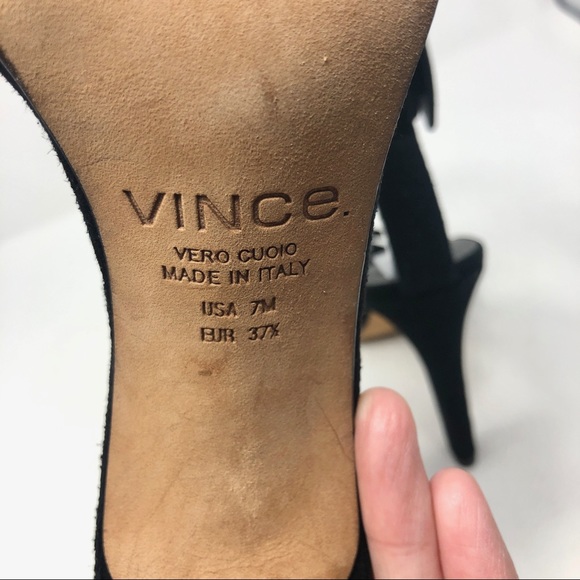 VINCe.
VERO CUOIO
MADE IN ITALY
USA 7M
EUR 37½